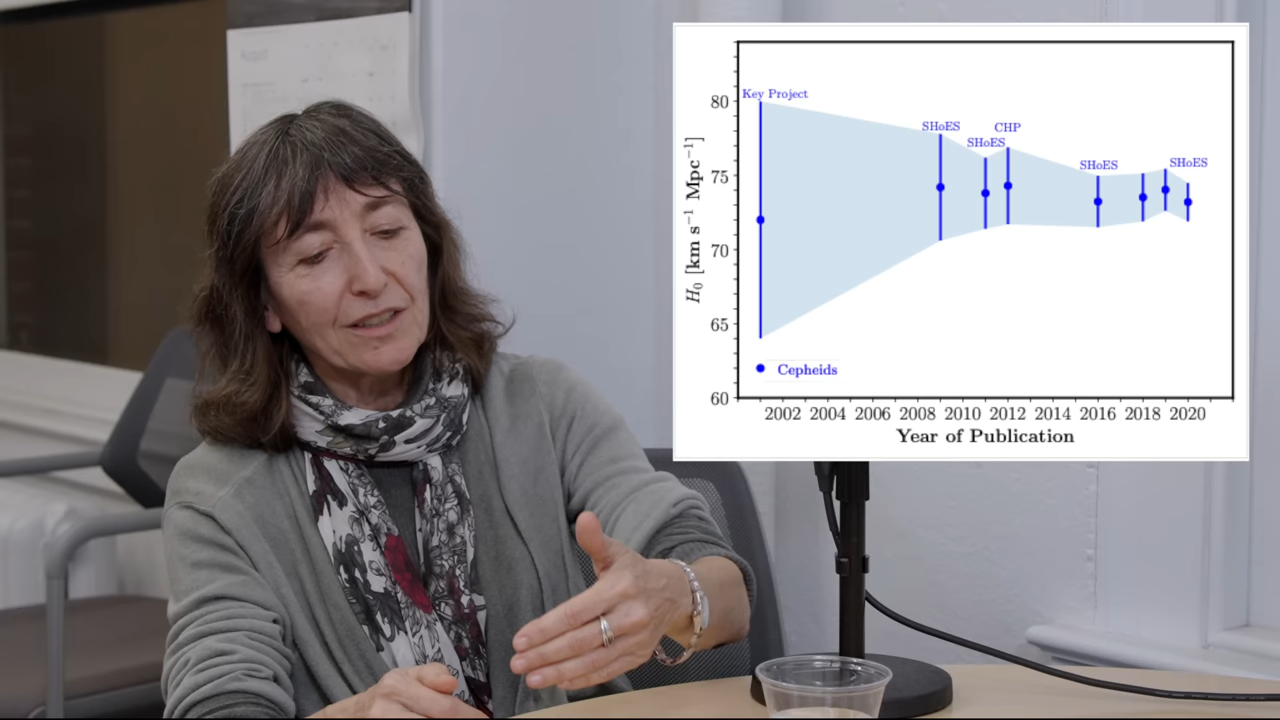 Key Project
SHoES
SHoES
CHP
SHoES
SHoES
80
75
70
65
60
H₀ [km s⁻¹ Mpc⁻¹]
Cepheids
2002 2004 2006 2008 2010 2012 2014 2016 2018 2020
Year of Publication